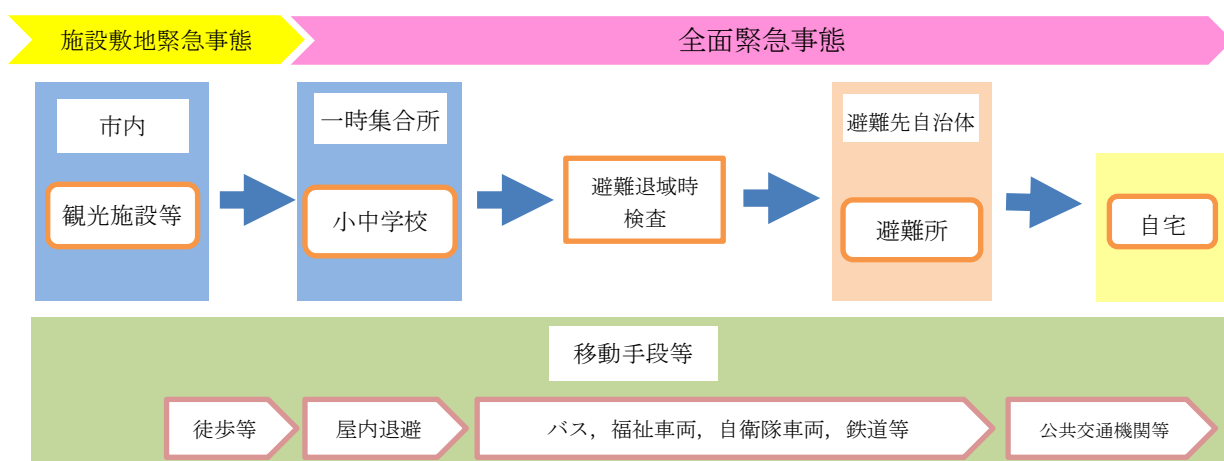 施設敷地緊急事態
全面緊急事態
市内
観光施設等
一時集合所
小中学校
避難退域時
検査
避難先自治体
避難所
自宅
移動手段等
徒歩等
屋内退避
バス，福祉車両，自衛隊車両，鉄道等
公共交通機関等